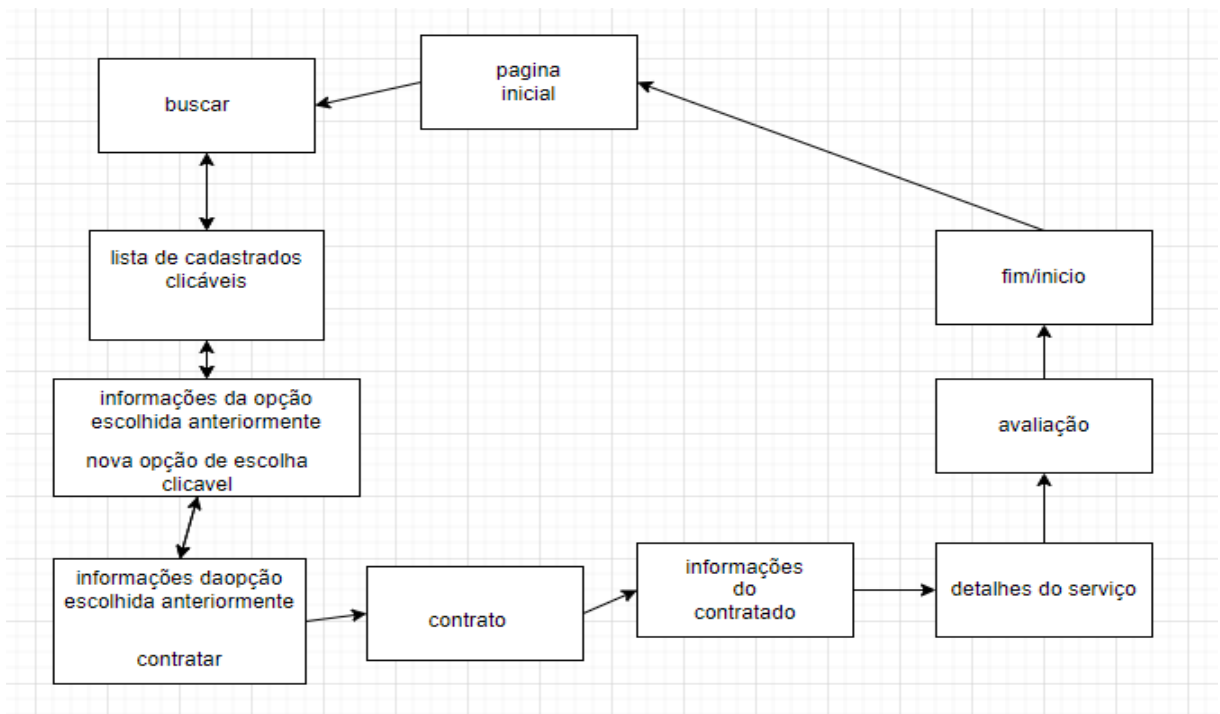 pagina
inicial
buscar
lista de cadastrados
clicáveis
informações da opção
escolhida anteriormente
nova opção de escolha
clicavel
informações daopção
escolhida anteriormente
contratar
contrato
informações
do
contratado
detalhes do serviço
avaliação
fim/inicio